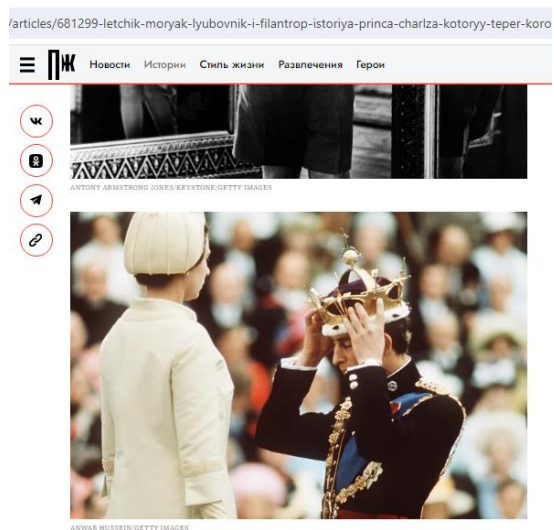 /articles/681299-letchik-moryak-lyubovnik-i-filantrop-istoriya-princa-charlza-kotoryy-teper-koro
ПЖ Новости Истории Стиль жизни Развлечения Герои
ANTONY ARMSTRONG JONES/KEYSTONE/GETTY IMAGES
ANWAR HUSSEIN/GETTY IMAGES